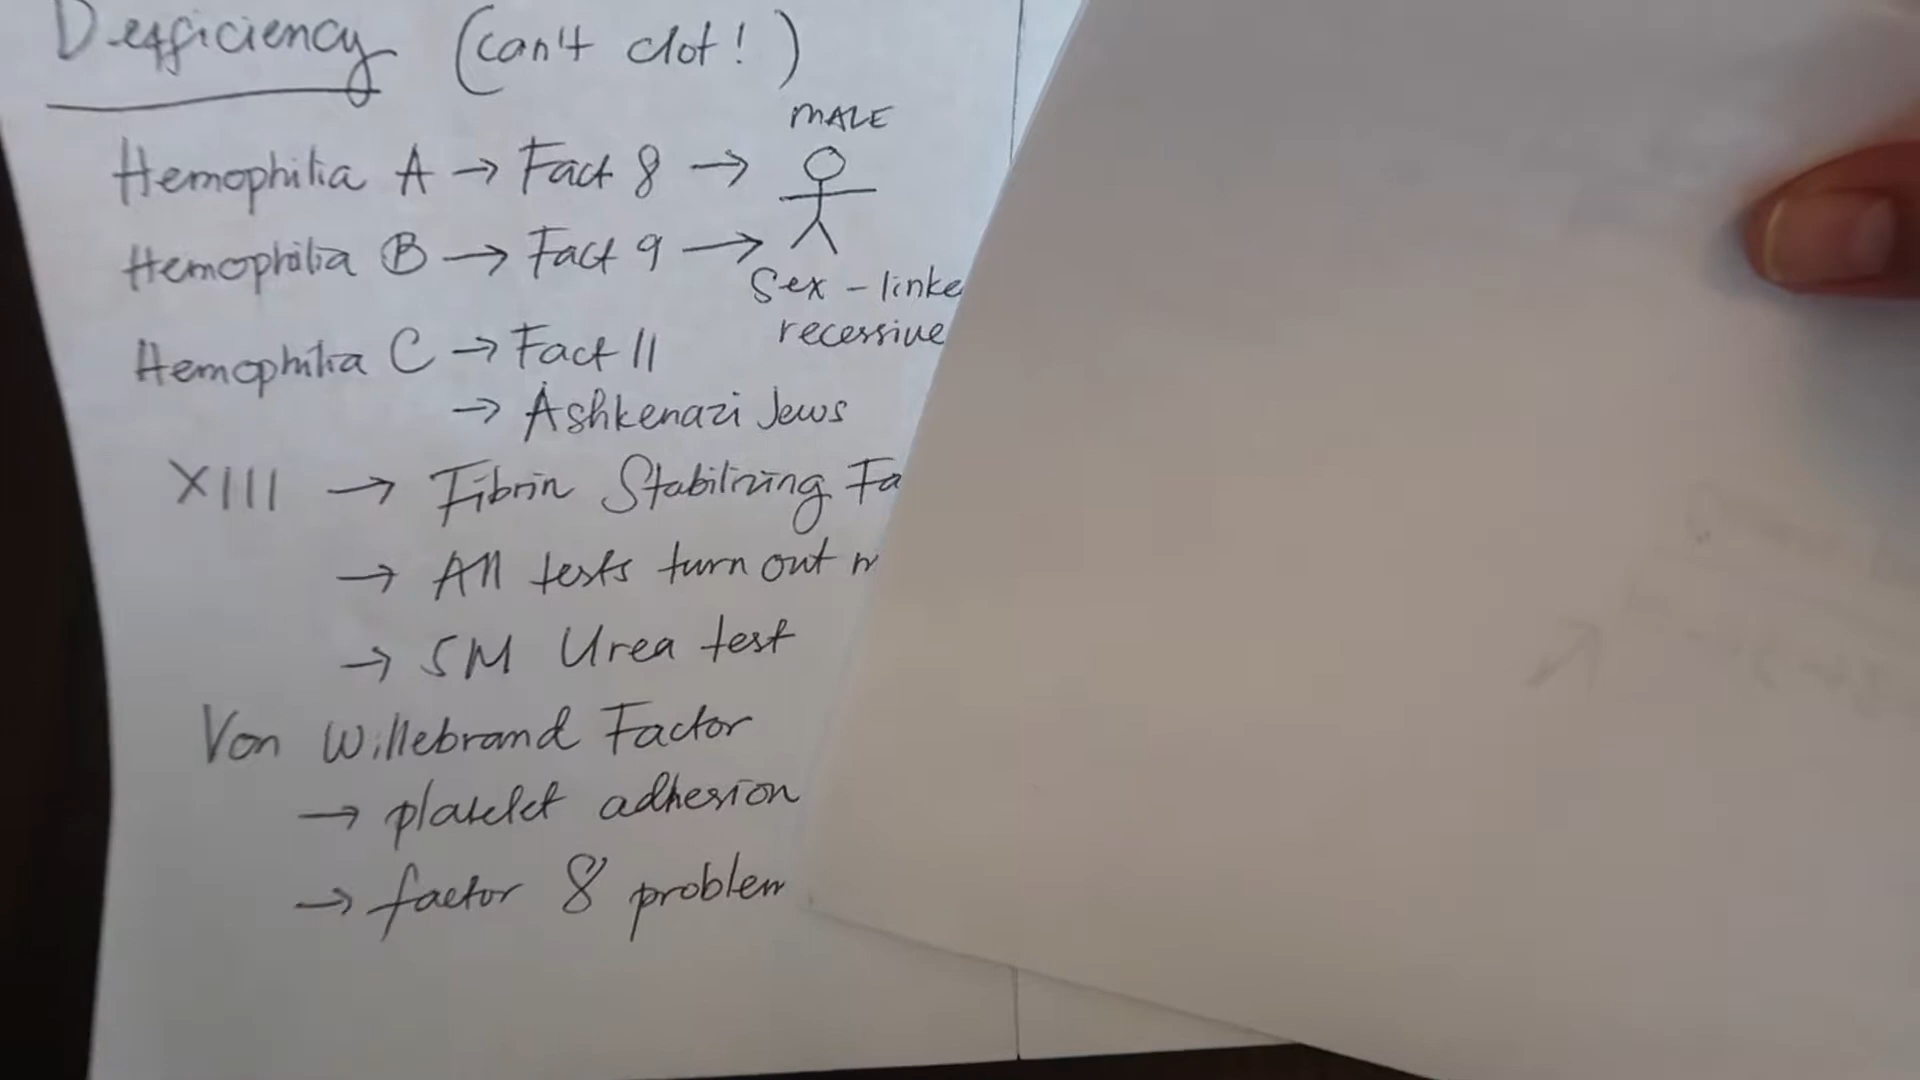 Defficiency (can't clot!)
MALE
Hemophilia A → Fact 8 →
Hemophilia B → Fact 9 →
Sex-linke
recessive
Hemophilia C → Fact 11
→ Ashkenazi Jews
XIII → Fibrin Stabilizing Fa
→ All tests turn out n
→ 5M Urea test
Von Willebrand Factor
→ platelet adhesion
→ factor 8 problem